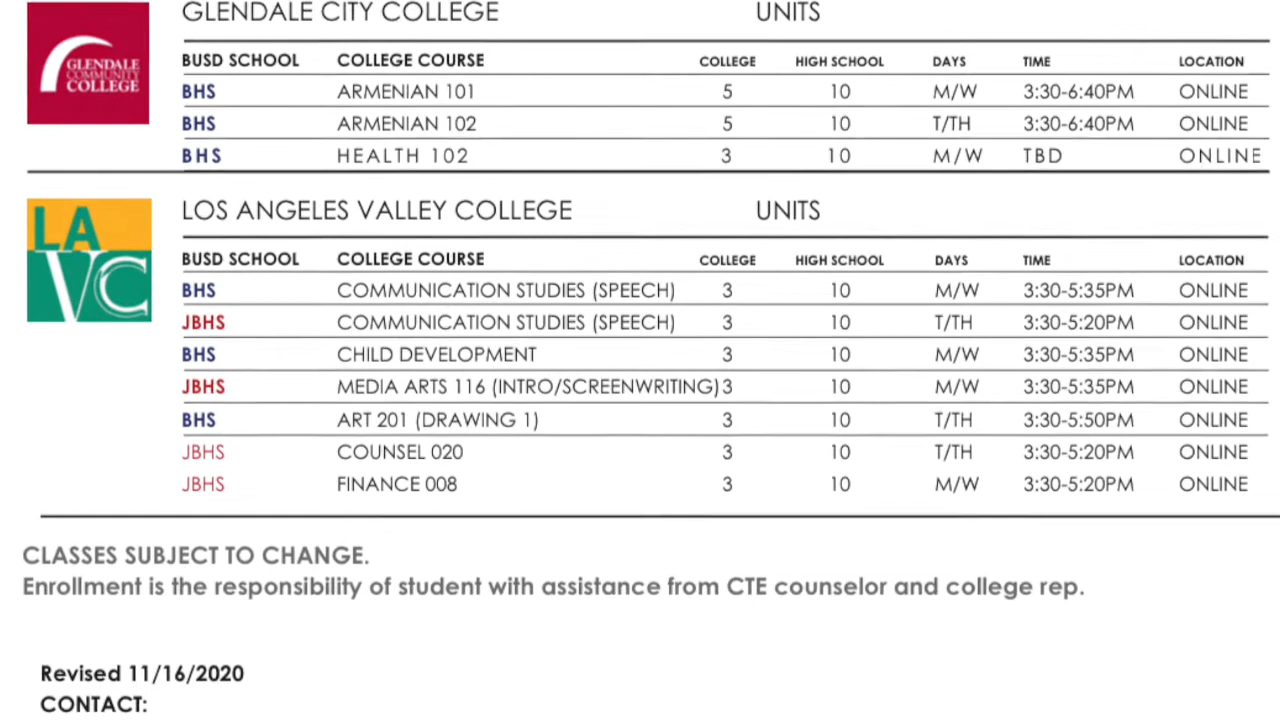 GLENDALE CITY COLLEGE UNITS
GLENDALE
COMMUNITY
COLLEGE
BUSD SCHOOL COLLEGE COURSE COLLEGE HIGH SCHOOL DAYS TIME LOCATION
BHS ARMENIAN 101 5 10 M/W 3:30-6:40PM ONLINE
BHS ARMENIAN 102 5 10 T/TH 3:30-6:40PM ONLINE
BHS HEALTH 102 3 10 M/W TBD ONLINE
LA
VC
LOS ANGELES VALLEY COLLEGE UNITS
BUSD SCHOOL COLLEGE COURSE COLLEGE HIGH SCHOOL DAYS TIME LOCATION
BHS COMMUNICATION STUDIES (SPEECH) 3 10 M/W 3:30-5:35PM ONLINE
JBHS COMMUNICATION STUDIES (SPEECH) 3 10 T/TH 3:30-5:20PM ONLINE
BHS CHILD DEVELOPMENT 3 10 M/W 3:30-5:35PM ONLINE
JBHS MEDIA ARTS 116 (INTRO/SCREENWRITING) 3 10 M/W 3:30-5:35PM ONLINE
BHS ART 201 (DRAWING 1) 3 10 T/TH 3:30-5:50PM ONLINE
JBHS COUNSEL 020 3 10 T/TH 3:30-5:20PM ONLINE
JBHS FINANCE 008 3 10 M/W 3:30-5:20PM ONLINE
CLASSES SUBJECT TO CHANGE.
Enrollment is the responsibility of student with assistance from CTE counselor and college rep.
Revised 11/16/2020
CONTACT: